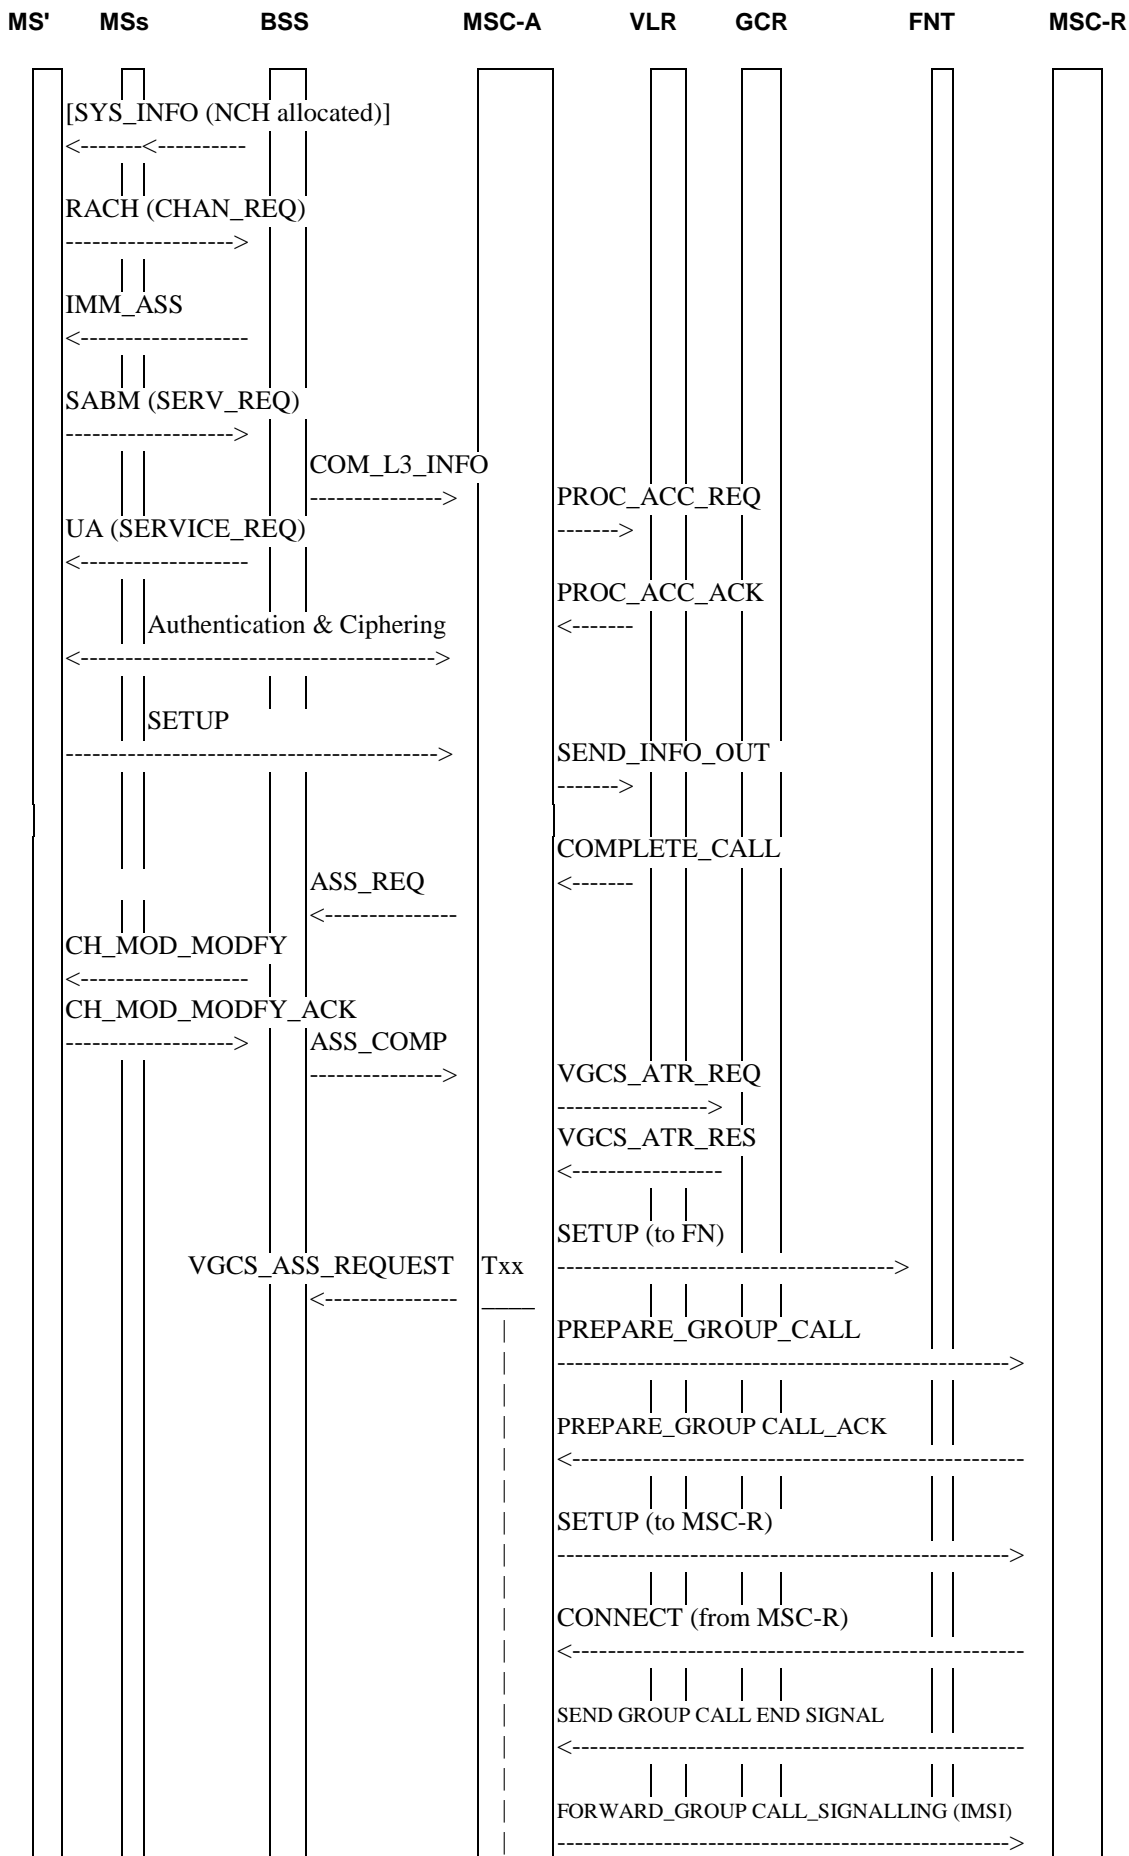 MS' MSs BSS MSC-A VLR GCR FNT MSC-R
[SYS_INFO (NCH allocated)]
<-------<----------
RACH (CHAN_REQ)
------------------->
IMM_ASS
<-------------------
SABM (SERV_REQ)
------------------->
COM_L3_INFO
---------------> PROC_ACC_REQ
UA (SERVICE_REQ) ------->
<-------------------
PROC_ACC_ACK
Authentication & Ciphering <-------
<---------------------------------------->
SETUP
------------------------------------------> SEND_INFO_OUT
------->
COMPLETE_CALL
ASS_REQ <-------
<---------------
CH_MOD_MODFY
<-------------------
CH_MOD_MODFY_ACK
-------------------> ASS_COMP
---------------> VGCS_ATR_REQ
----------------->
VGCS_ATR_RES
<-----------------
SETUP (to FN)
VGCS_ASS_REQUEST Txx -------------------------------------->
<--------------- ____
| PREPARE_GROUP_CALL
| --------------------------------------------------->
|
| PREPARE_GROUP CALL_ACK
| <---------------------------------------------------
|
| SETUP (to MSC-R)
| --------------------------------------------------->
|
| CONNECT (from MSC-R)
| <---------------------------------------------------
|
| SEND GROUP CALL END SIGNAL
| <---------------------------------------------------
|
| FORWARD_GROUP CALL_SIGNALLING (IMSI)
| --------------------------------------------------->